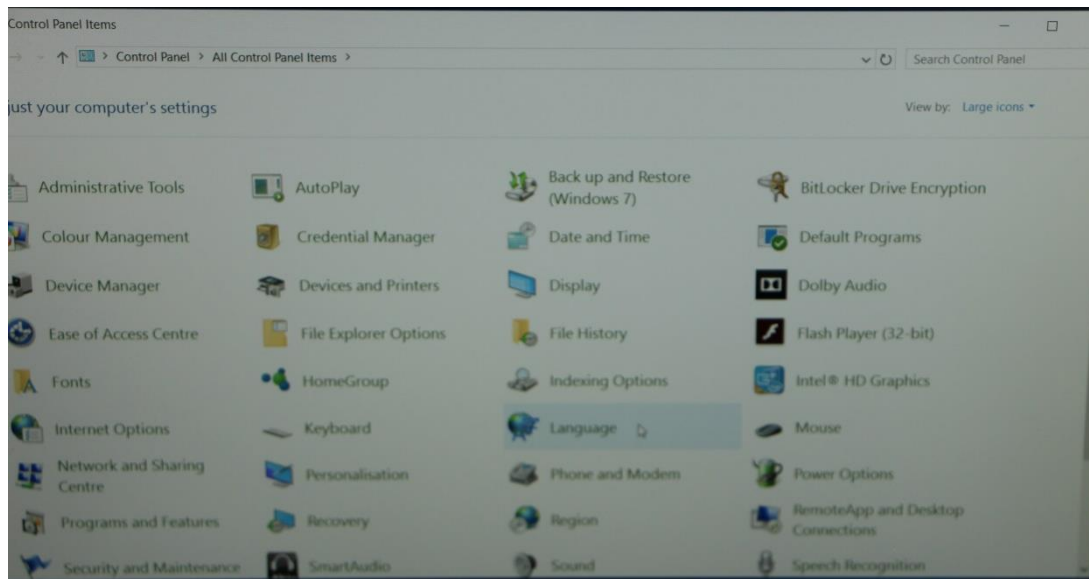 Control Panel Items
Control Panel > All Control Panel Items >
Search Control Panel
just your computer's settings
View by: Large icons
Administrative Tools
AutoPlay
Back up and Restore
(Windows 7)
BitLocker Drive Encryption
Colour Management
Credential Manager
Date and Time
Default Programs
Device Manager
Devices and Printers
Display
Dolby Audio
Ease of Access Centre
File Explorer Options
File History
Flash Player (32-bit)
Fonts
HomeGroup
Indexing Options
Intel® HD Graphics
Internet Options
Keyboard
Language
Mouse
Network and Sharing
Centre
Personalisation
Phone and Modem
Power Options
Programs and Features
Recovery
Region
RemoteApp and Desktop
Connections
Security and Maintenance
SmartAudio
Sound
Speech Recognition